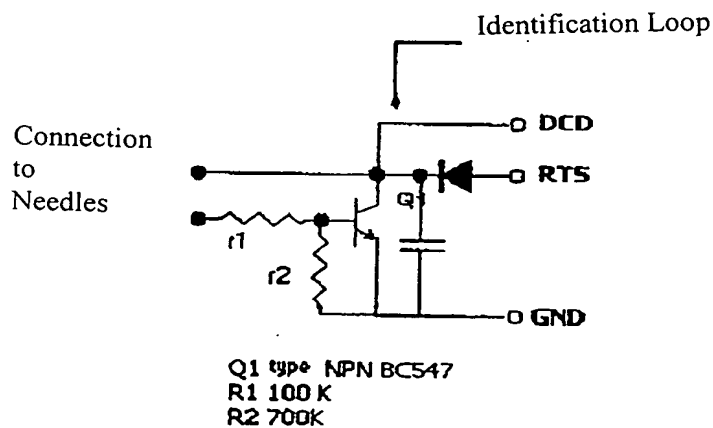 Identification Loop
DCD
Connection
to
Needles
RTS
Q1
r1
r2
GND
Q1 type NPN BC547
R1 100 K
R2 700K